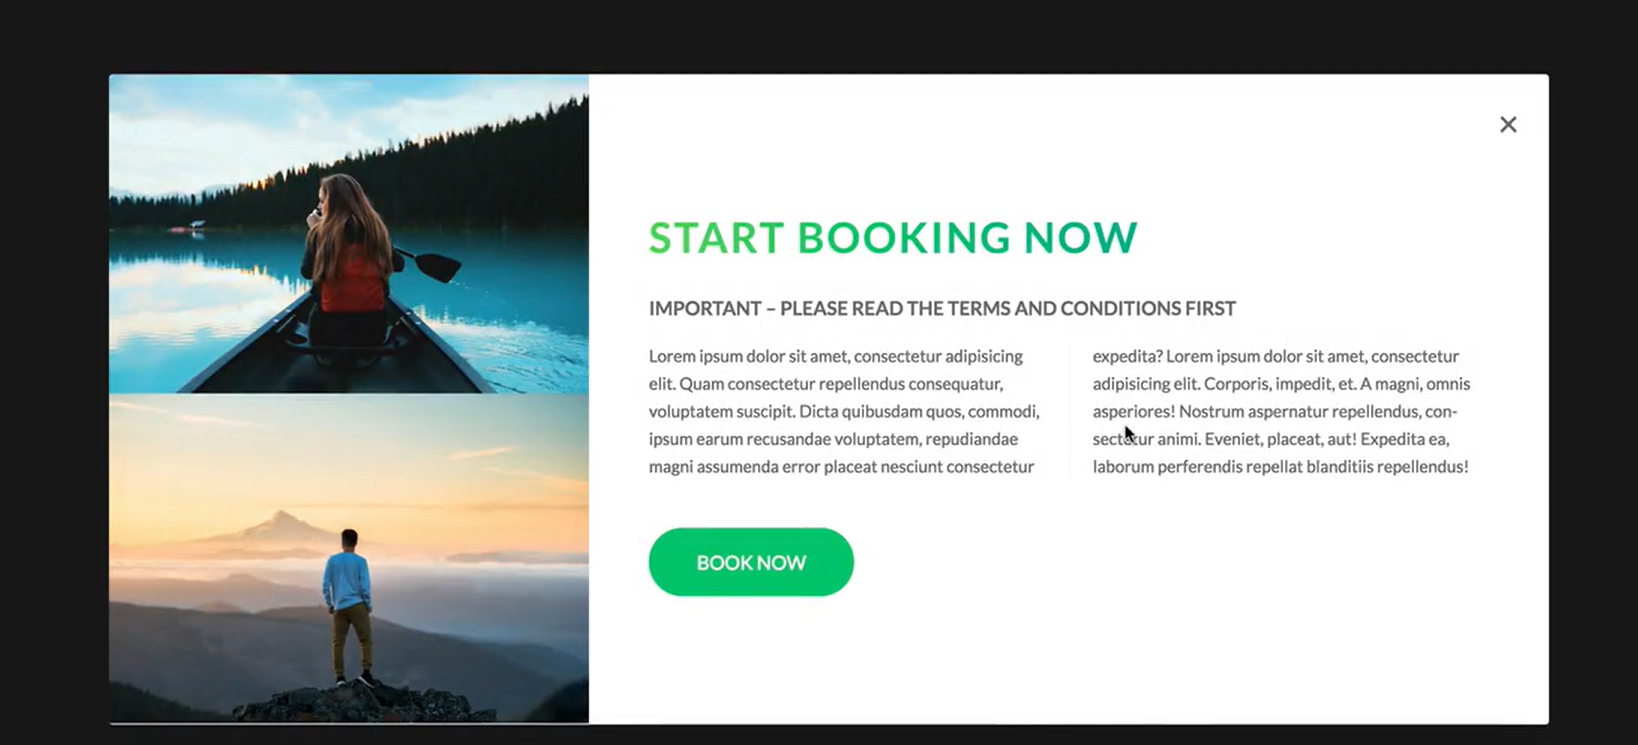 START BOOKING NOW
IMPORTANT – PLEASE READ THE TERMS AND CONDITIONS FIRST
Lorem ipsum dolor sit amet, consectetur adipisicing
elit. Quam consectetur repellendus consequatur,
voluptatem suscipit. Dicta quibusdam quos, commodi,
ipsum earum recusandae voluptatem, repudiandae
magni assumenda error placeat nesciunt consectetur
expedita? Lorem ipsum dolor sit amet, consectetur
adipisicing elit. Corporis, impedit, et. A magni, omnis
asperiores! Nostrum aspernatur repellendus, con-
sectetur animi. Eveniet, placeat, aut! Expedita ea,
laborum perferendis repellat blanditiis repellendus!
BOOK NOW